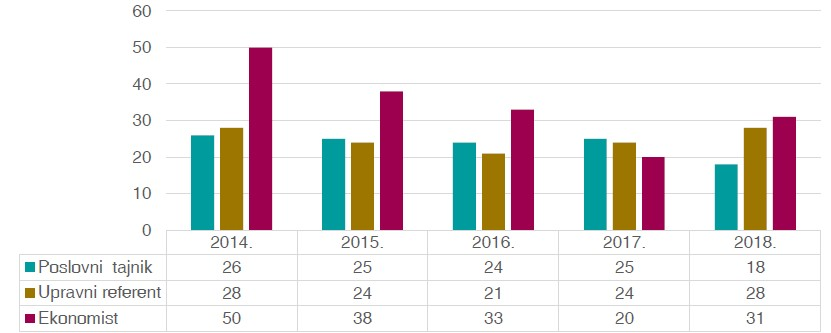 60
50
40
30
20
10
0
2014. 2015. 2016. 2017. 2018.
Poslovni tajnik 26 25 24 25 18
Upravni referent 28 24 21 24 28
Ekonomist 50 38 33 20 31